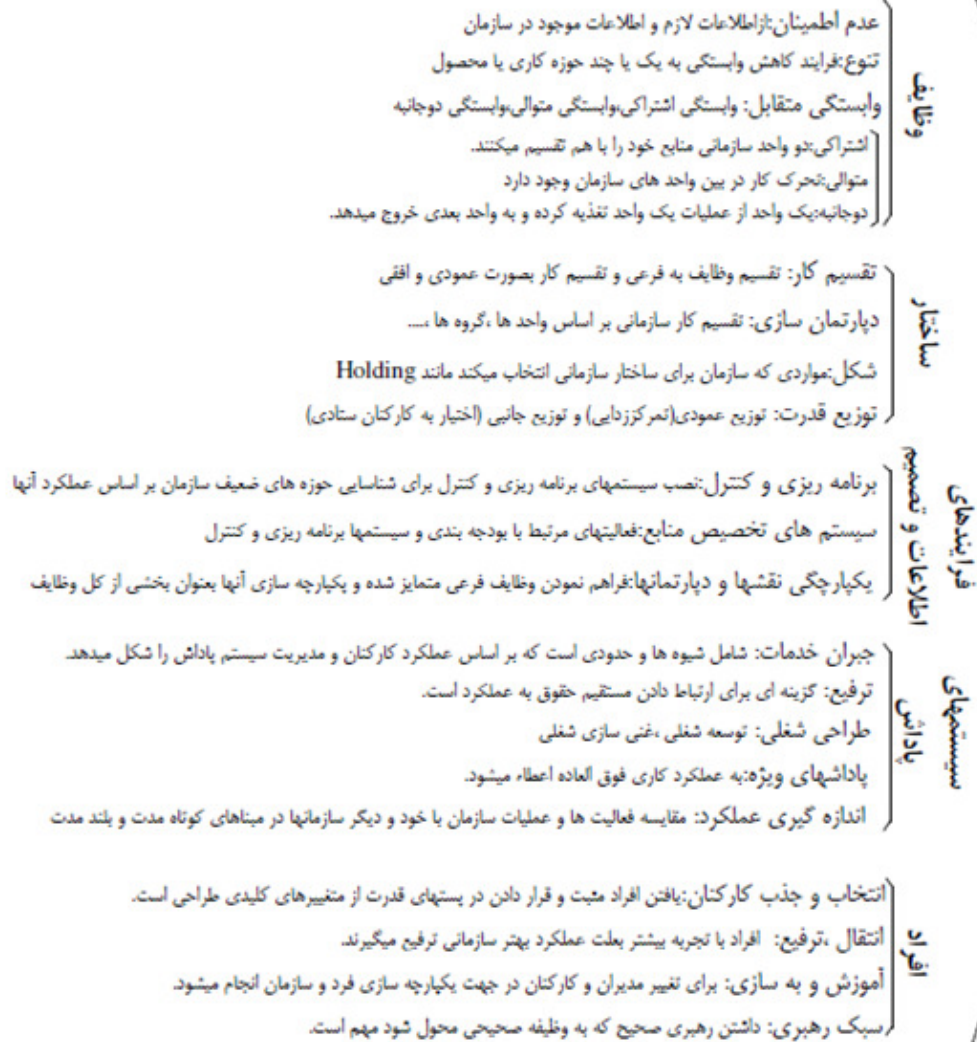 وظایف
عدم اطمینان:ازاطلاعات لازم و اطلاعات موجود در سازمان
تنوع:فرایند کاهش وابستگی به یک یا چند حوزه کاری یا محصول
وابستگی متقابل: وابستگی اشتراکی،وابستگی متوالی،وابستگی دوجانبه
اشتراکی:دو واحد سازمانی منابع خود را با هم تقسیم میکنند.
متوالی:تحرک کار در بین واحد های سازمان وجود دارد
دوجانبه:یک واحد از عملیات یک واحد تغذیه کرده و به واحد بعدی خروج میدهد.
ساختار
تقسیم کار: تقسیم وظایف به فرعی و تقسیم کار بصورت عمودی و افقی
دپارتمان سازی: تقسیم کار سازمانی بر اساس واحد ها ،گروه ها ،....
شکل:مواردی که سازمان برای ساختار سازمانی انتخاب میکند مانند Holding
توزیع قدرت: توزیع عمودی(تمرکززدایی) و توزیع جانبی (اختیار به کارکنان ستادی)
فرایندهای
اطلاعات و تصمیم
برنامه ریزی و کنترل:نصب سیستمهای برنامه ریزی و کنترل برای شناسایی حوزه های ضعیف سازمان بر اساس عملکرد آنها
سیستم های تخصیص منابع:فعالیتهای مرتبط با بودجه بندی و سیستمها برنامه ریزی و کنترل
یکپارچگی نقشها و دپارتمانها:فراهم نمودن وظایف فرعی متمایز شده و یکپارچه سازی آنها بعنوان بخشی از کل وظایف
سیستمهای
پاداش
جبران خدمات: شامل شیوه ها و حدودی است که بر اساس عملکرد کارکنان و مدیریت سیستم پاداش را شکل میدهد.
ترفیع: گزینه ای برای ارتباط دادن مستقیم حقوق به عملکرد است.
طراحی شغلی: توسعه شغلی ،غنی سازی شغلی
پاداشهای ویژه:به عملکرد کاری فوق العاده اعطاء میشود.
اندازه گیری عملکرد: مقایسه فعالیت ها و عملیات سازمان با خود و دیگر سازمانها در مبناهای کوتاه مدت و بلند مدت
افراد
انتخاب و جذب کارکنان:یافتن افراد مثبت و قرار دادن در پستهای قدرت از متغییرهای کلیدی طراحی است.
انتقال ،ترفیع: افراد با تجربه بیشتر بعلت عملکرد بهتر سازمانی ترفیع میگیرند.
آموزش و به سازی: برای تغییر مدیران و کارکنان در جهت یکپارچه سازی فرد و سازمان انجام میشود.
سبک رهبری: داشتن رهبری صحیح که به وظیفه صحیحی محول شود مهم است.